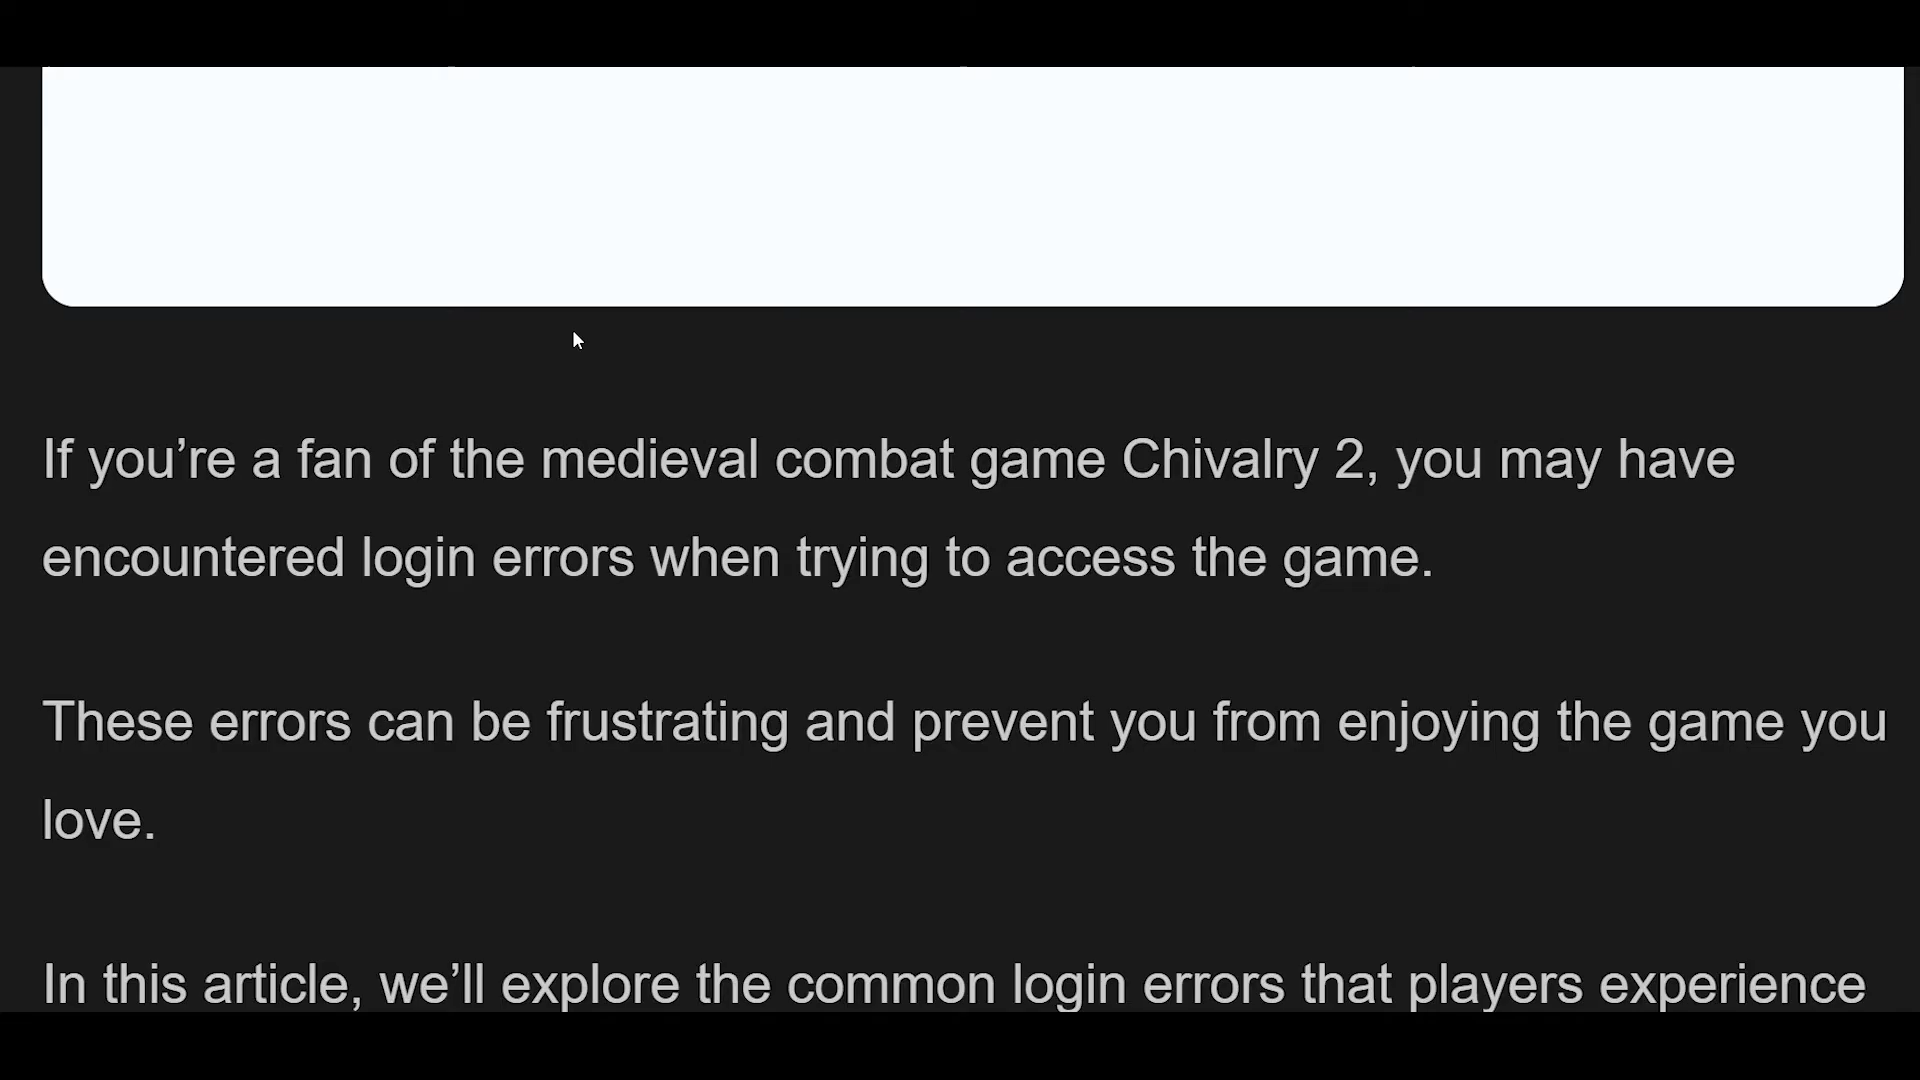 If you’re a fan of the medieval combat game Chivalry 2, you may have
encountered login errors when trying to access the game.
These errors can be frustrating and prevent you from enjoying the game you
love.
In this article, we’ll explore the common login errors that players experience